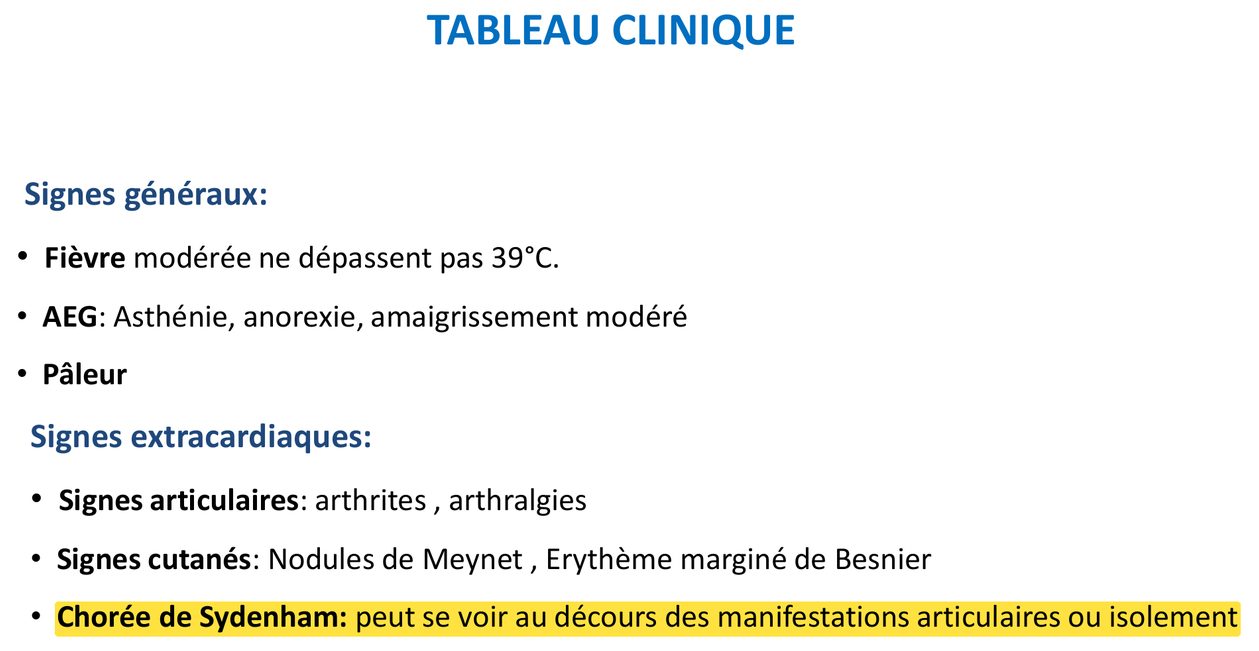 TABLEAU CLINIQUE
Signes généraux:
• Fièvre modérée ne dépassent pas 39°C.
• AEG: Asthénie, anorexie, amaigrissement modéré
• Pâleur
Signes extracardiaques:
• Signes articulaires: arthrites , arthralgies
• Signes cutanés: Nodules de Meynet , Erythème marginé de Besnier
• Chorée de Sydenham: peut se voir au décours des manifestations articulaires ou isolement